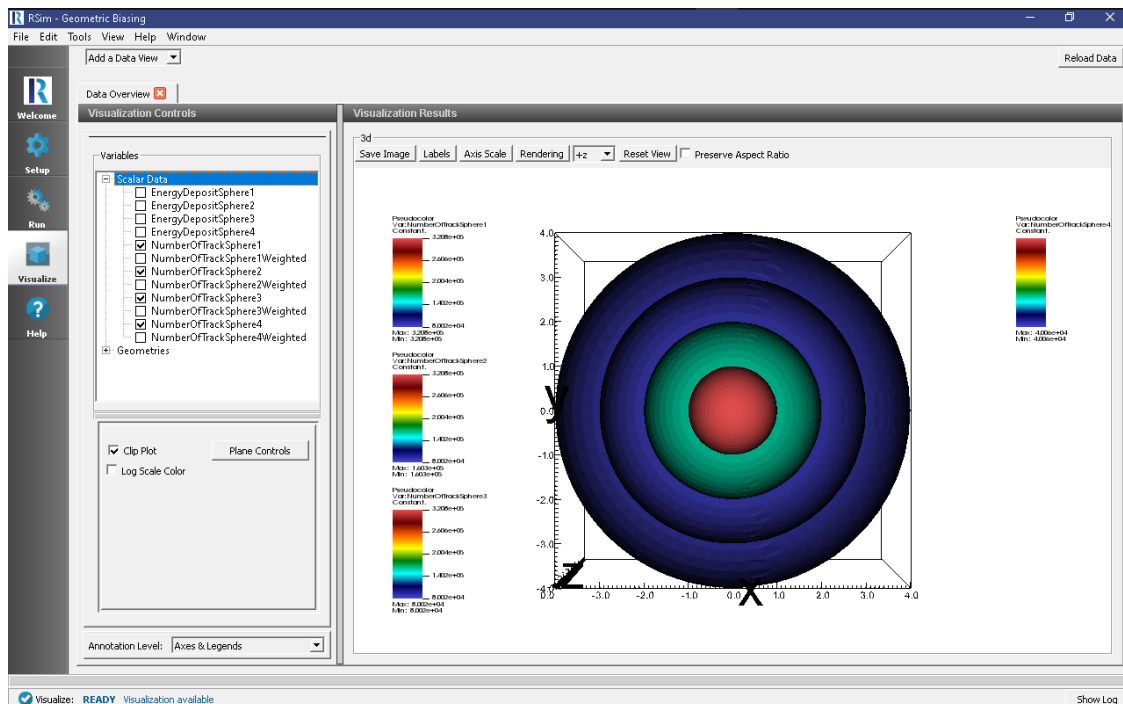 RSim - Geometric Biasing
File Edit Tools View Help Window
Add a Data View
Reload Data
Data Overview
Welcome
Setup
Run
Visualize
Help
Visualization Controls
Variables
Scalar Data
EnergyDepositSphere1
EnergyDepositSphere2
EnergyDepositSphere3
EnergyDepositSphere4
NumberOfTrackSphere1
NumberOfTrackSphere1Weighted
NumberOfTrackSphere2
NumberOfTrackSphere2Weighted
NumberOfTrackSphere3
NumberOfTrackSphere3Weighted
NumberOfTrackSphere4
NumberOfTrackSphere4Weighted
Geometries
Clip Plot
Plane Controls
Log Scale Color
Annotation Level: Axes & Legends
Visualization Results
3d
Save Image Labels Axis Scale Rendering +z Reset View Preserve Aspect Ratio
Pseudocolor
Var:NumberOfTrackSphere1
Constant.
3.208e+05
2.606e+05
2.004e+05
1.402e+05
8.002e+04
Max: 3.208e+05
Min: 3.208e+05
Pseudocolor
Var:NumberOfTrackSphere2
Constant.
3.208e+05
2.606e+05
2.004e+05
1.402e+05
8.002e+04
Max: 1.603e+05
Min: 1.603e+05
Pseudocolor
Var:NumberOfTrackSphere3
Constant.
3.208e+05
2.606e+05
2.004e+05
1.402e+05
8.002e+04
Max: 8.002e+04
Min: 8.002e+04
4.0
3.0
2.0
1.0
0.0
-1.0
-2.0
-3.0
-4.0
Y
Z
X
-3.0 -2.0 -1.0 0.0 1.0 2.0 3.0 4.0
Pseudocolor
Var:NumberOfTrackSphere4
Constant.
Max: 4.006e+04
Min: 4.006e+04
Visualize: READY Visualization available
Show Log